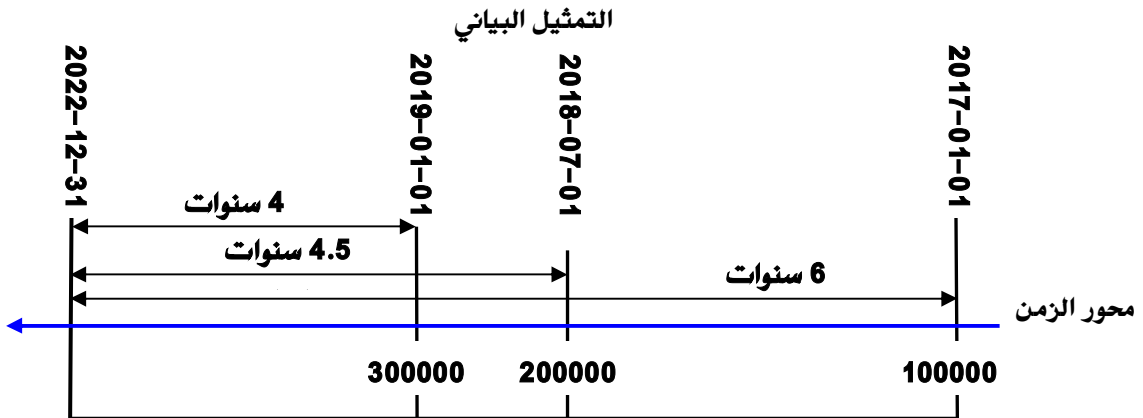 التمثيل البياني
2017-01-01
2018-07-01
2019-01-01
2022-12-31
4 سنوات
4.5 سنوات
6 سنوات
محور الزمن
100000
200000
300000